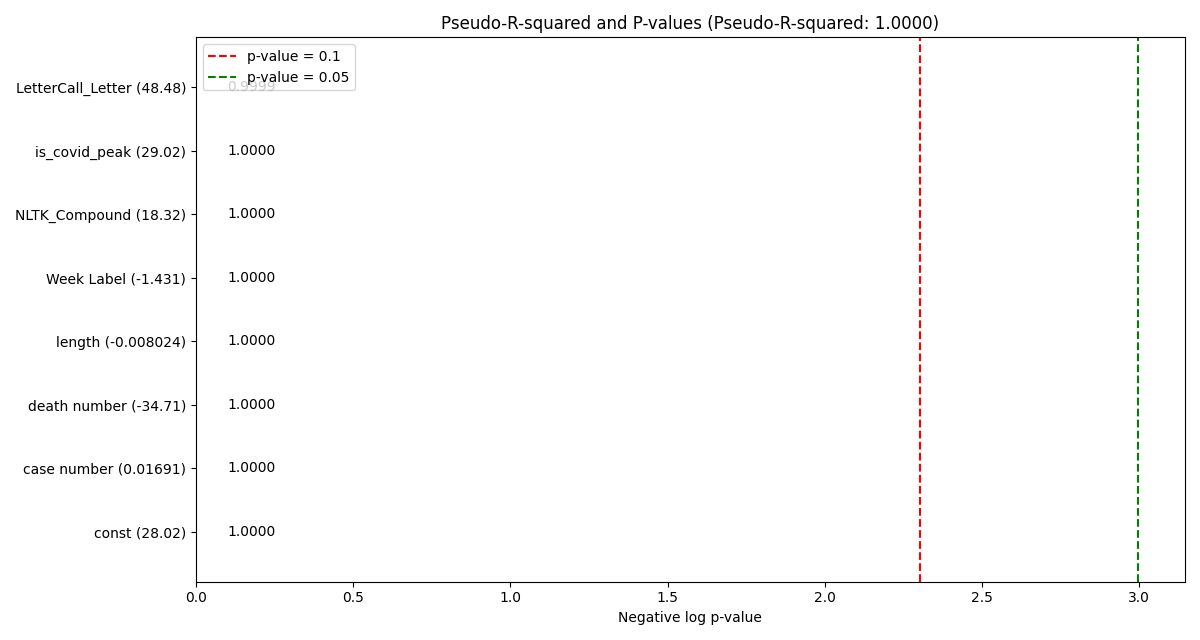 Pseudo-R-squared and P-values (Pseudo-R-squared: 1.0000)
p-value = 0.1
p-value = 0.05
LetterCall_Letter (48.48)
0.9999
is_covid_peak (29.02)
1.0000
NLTK_Compound (18.32)
1.0000
Week Label (-1.431)
1.0000
length (-0.008024)
1.0000
death number (-34.71)
1.0000
case number (0.01691)
1.0000
const (28.02)
1.0000
0.0 0.5 1.0 1.5 2.0 2.5 3.0
Negative log p-value